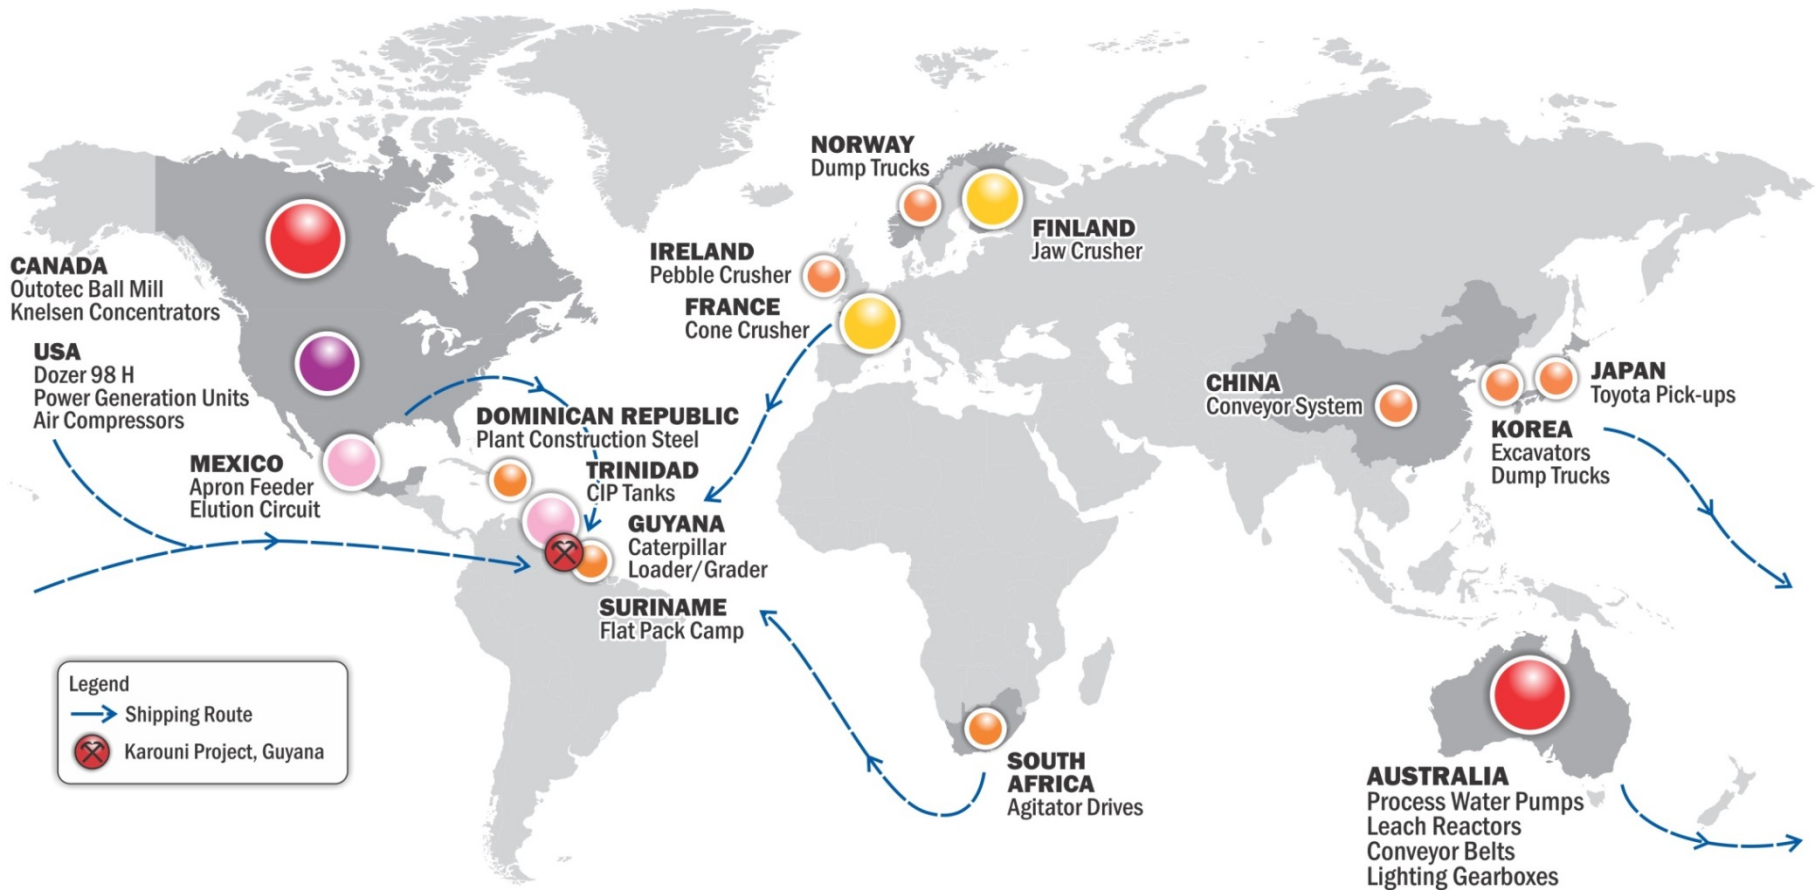 NORWAY
Dump Trucks
FINLAND
Jaw Crusher
IRELAND
Pebble Crusher
FRANCE
Cone Crusher
CANADA
Outotec Ball Mill
Knelsen Concentrators
USA
Dozer 98 H
Power Generation Units
Air Compressors
MEXICO
Apron Feeder
Elution Circuit
DOMINICAN REPUBLIC
Plant Construction Steel
TRINIDAD
CIP Tanks
GUYANA
Caterpillar
Loader/Grader
SURINAME
Flat Pack Camp
CHINA
Conveyor System
JAPAN
Toyota Pick-ups
KOREA
Excavators
Dump Trucks
SOUTH
AFRICA
Agitator Drives
AUSTRALIA
Process Water Pumps
Leach Reactors
Conveyor Belts
Lighting Gearboxes
Legend
Shipping Route
Karouni Project, Guyana